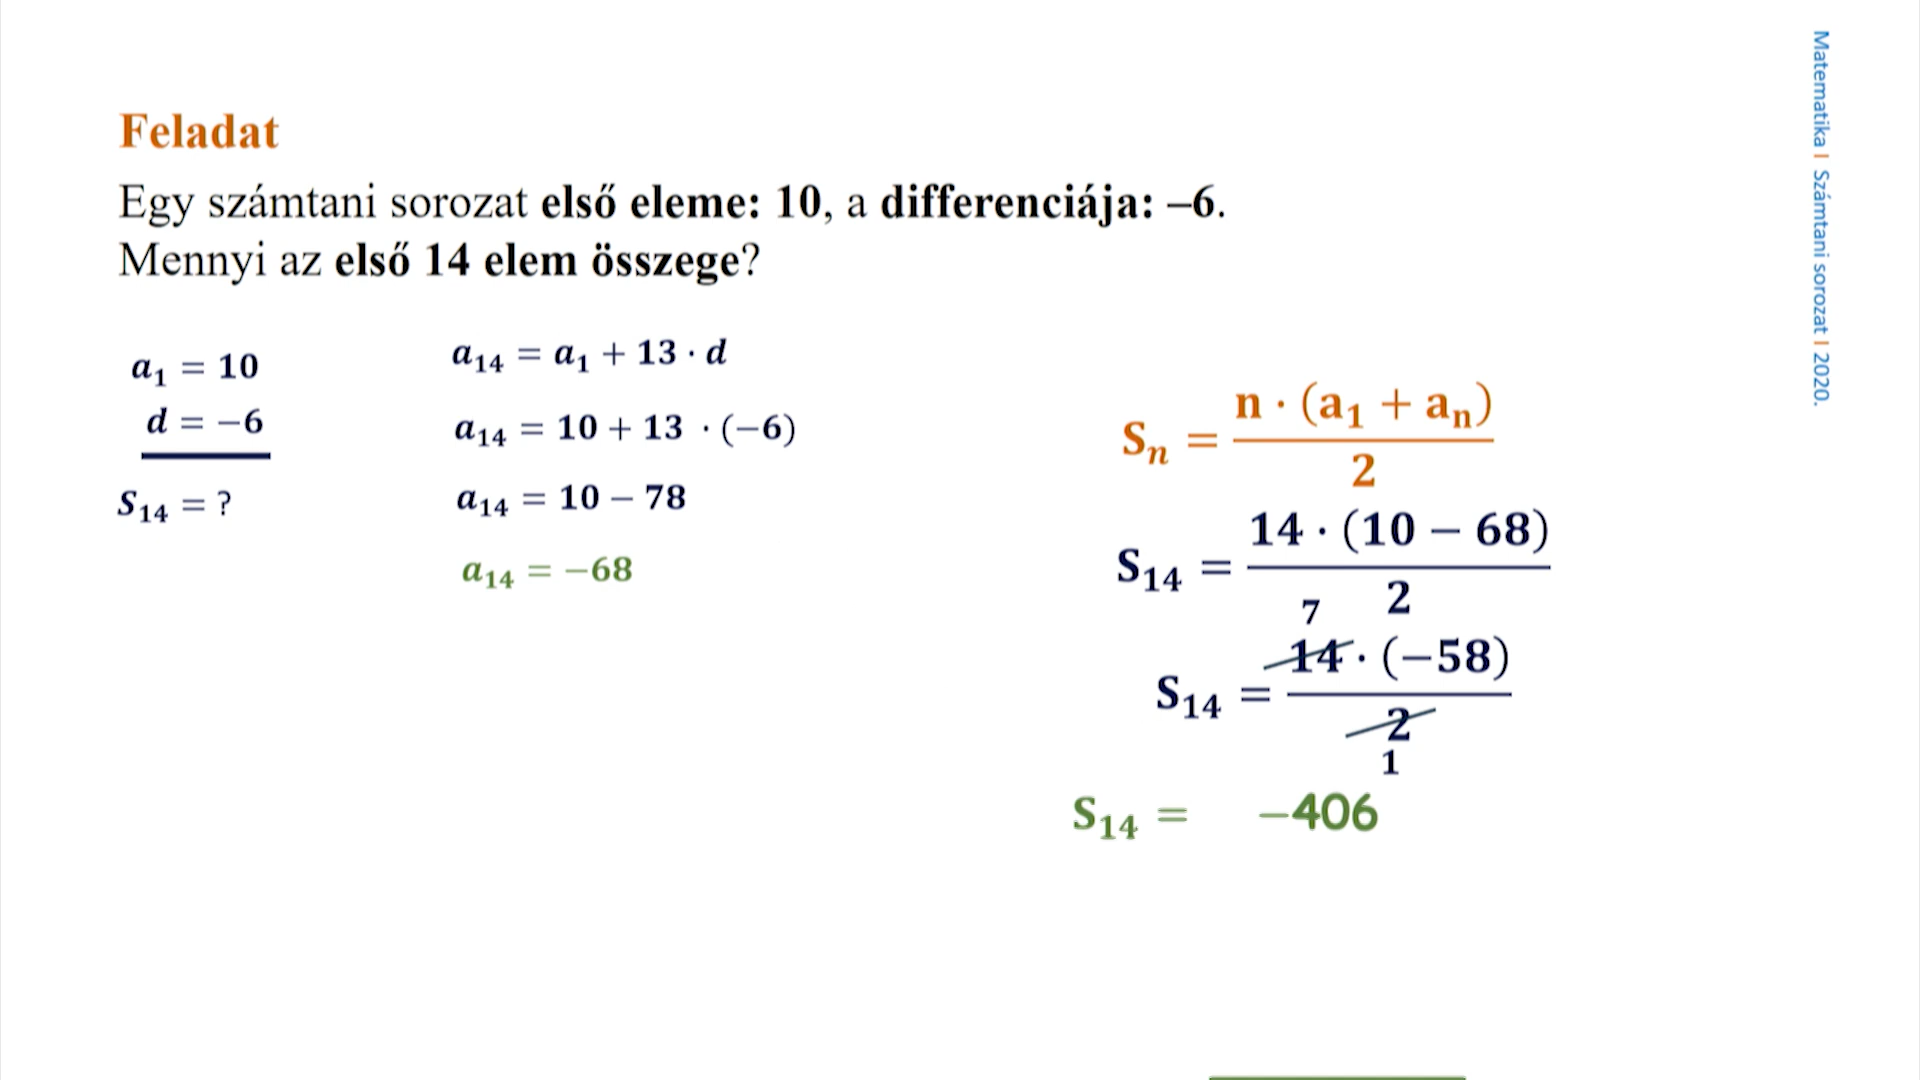 Feladat
Egy számtani sorozat első eleme: 10, a differenciája: –6.
Mennyi az első 14 elem összege?
a₁ = 10
d = −6
S₁₄ = ?
a₁₄ = a₁ + 13 · d
a₁₄ = 10 + 13 · (−6)
a₁₄ = 10 − 78
a₁₄ = −68
Sₙ = n · (a₁ + aₙ) / 2
S₁₄ = 14 · (10 − 68) / 2
7
S₁₄ = 14 · (−58) / 2
1
S₁₄ = −406
Matematika I Számtani sorozat I 2020.